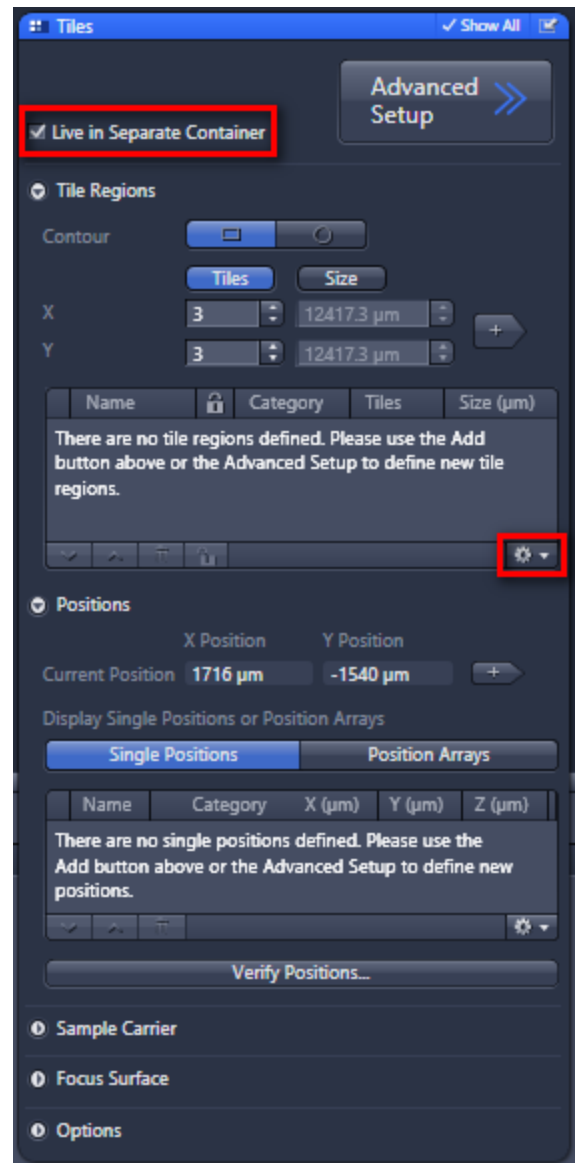 Tiles
Show All
Advanced
Setup
Live in Separate Container
Tile Regions
Contour
Tiles Size
X 3 12417.3 µm
+
Y 3 12417.3 µm
Name Category Tiles Size (µm)
There are no tile regions defined. Please use the Add
button above or the Advanced Setup to define new tile
regions.
Positions
X Position Y Position
Current Position 1716 µm -1540 µm +
Display Single Positions or Position Arrays
Single Positions Position Arrays
Name Category X (µm) Y (µm) Z (µm)
There are no single positions defined. Please use the
Add button above or the Advanced Setup to define new
positions.
Verify Positions...
Sample Carrier
Focus Surface
Options